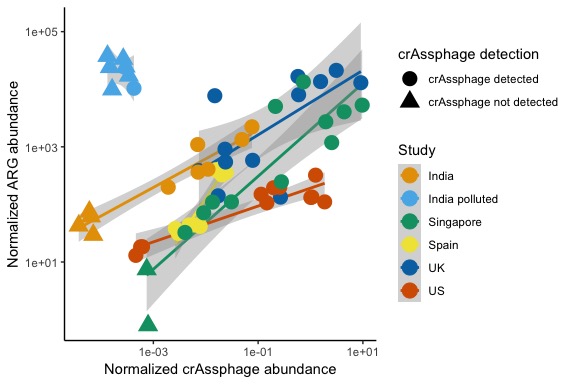 Normalized ARG abundance
1e+05
1e+03
1e+01
1e-03
1e-01
1e+01
Normalized crAssphage abundance
crAssphage detection
crAssphage detected
crAssphage not detected
Study
India
India polluted
Singapore
Spain
UK
US